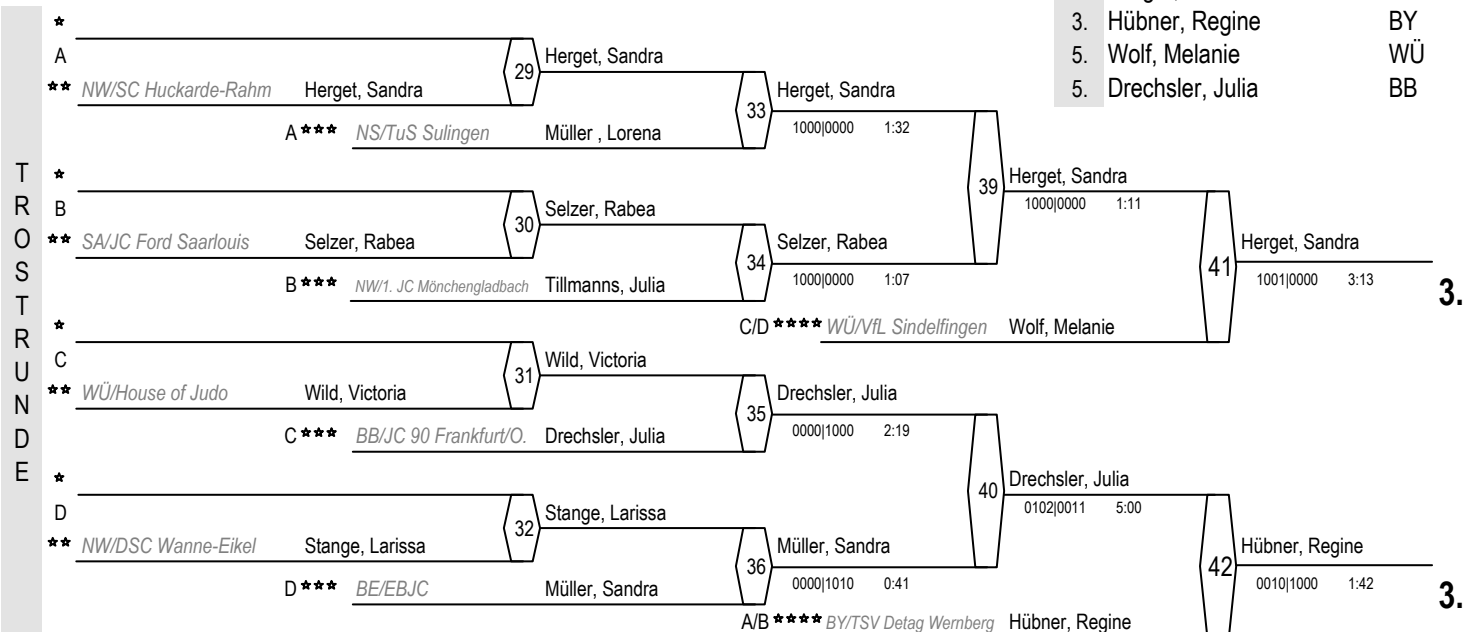 3. Hübner, Regine BY
5. Wolf, Melanie WÜ
5. Drechsler, Julia BB
TROSTRUNDE
A
** NW/SC Huckarde-Rahm Herget, Sandra
29 Herget, Sandra
A *** NS/TuS Sulingen Müller , Lorena
33 Herget, Sandra
1000|0000 1:32
B
** SA/JC Ford Saarlouis Selzer, Rabea
30 Selzer, Rabea
B *** NW/1. JC Mönchengladbach Tillmanns, Julia
34 Selzer, Rabea
1000|0000 1:07
39 Herget, Sandra
1000|0000 1:11
C/D **** WÜ/VfL Sindelfingen Wolf, Melanie
41 Herget, Sandra
1001|0000 3:13
3.
C
** WÜ/House of Judo Wild, Victoria
31 Wild, Victoria
C *** BB/JC 90 Frankfurt/O. Drechsler, Julia
35 Drechsler, Julia
0000|1000 2:19
D
** NW/DSC Wanne-Eikel Stange, Larissa
32 Stange, Larissa
D *** BE/EBJC Müller, Sandra
36 Müller, Sandra
0000|1010 0:41
40 Drechsler, Julia
0102|0011 5:00
A/B **** BY/TSV Detag Wernberg Hübner, Regine
42 Hübner, Regine
0010|1000 1:42
3.